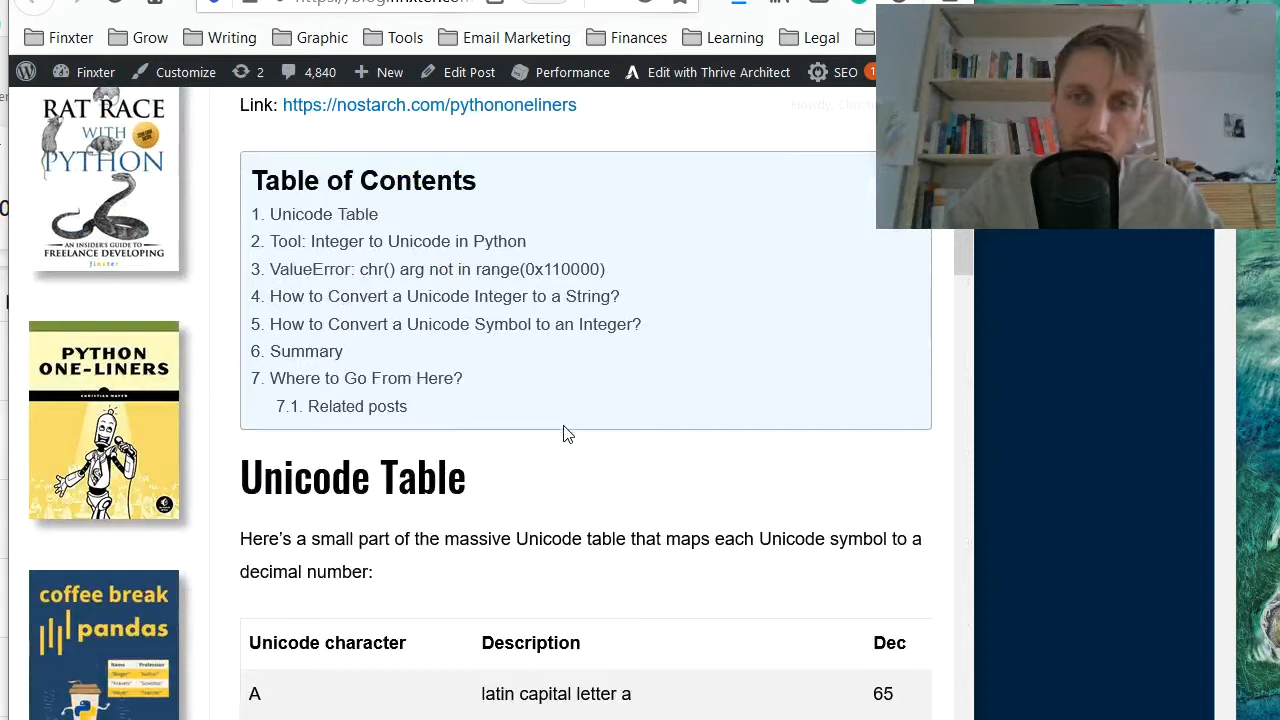 Finxter
Grow
Writing
Graphic
Tools
Email Marketing
Finances
Learning
Legal
Finxter
Customize
2
4,840
New
Edit Post
Performance
Edit with Thrive Architect
SEO
Link: https://nostarch.com/pythononeliners
RAT RACE
WITH
PYTHON
AN INSIDER'S GUIDE TO
FREELANCE DEVELOPING
finxter
Table of Contents
1. Unicode Table
2. Tool: Integer to Unicode in Python
3. ValueError: chr() arg not in range(0x110000)
4. How to Convert a Unicode Integer to a String?
5. How to Convert a Unicode Symbol to an Integer?
6. Summary
7. Where to Go From Here?
7.1. Related posts
PYTHON
ONE-LINERS
CHRISTIAN MAYER
Unicode Table
Here's a small part of the massive Unicode table that maps each Unicode symbol to a
decimal number:
coffee break
pandas
Unicode character Description Dec
A latin capital letter a 65